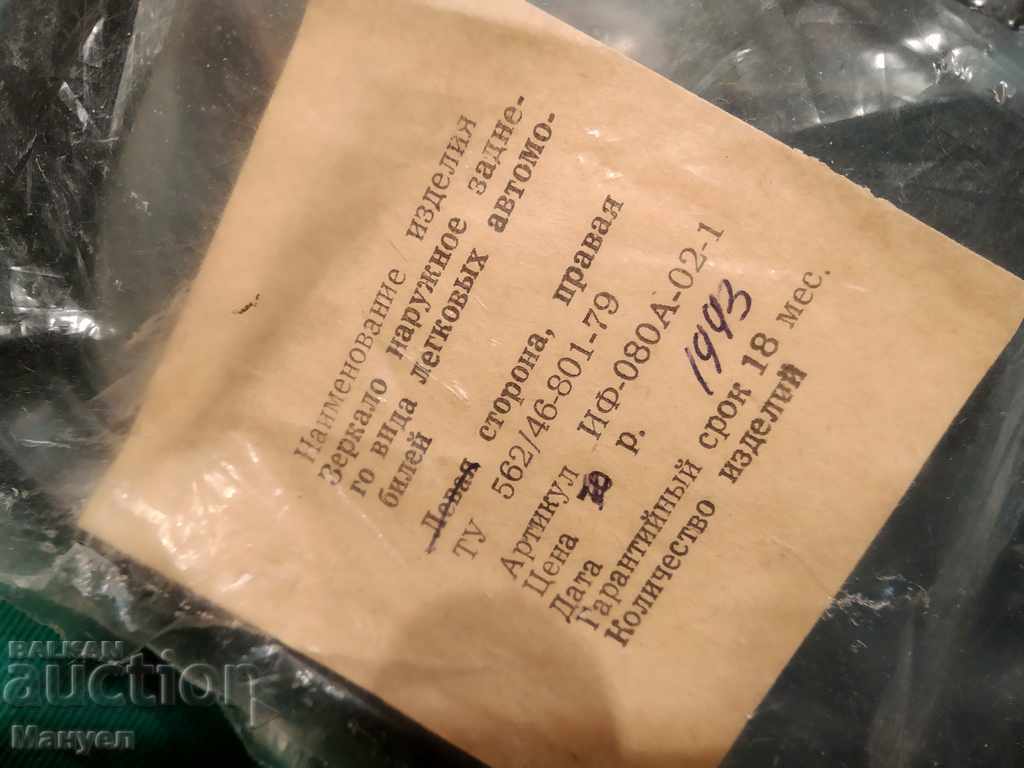 Наименование изделия
Зеркало наружное задне-
го вида легковых автомо-
билей
Левая сторона, правая
ТУ 562/46-801-79
Артикул ИФ-080А-02-1
Цена р.
Дата 1993
Гарантийный срок 18 мес.
Количество изделий
BALKAN
auction
Мануел